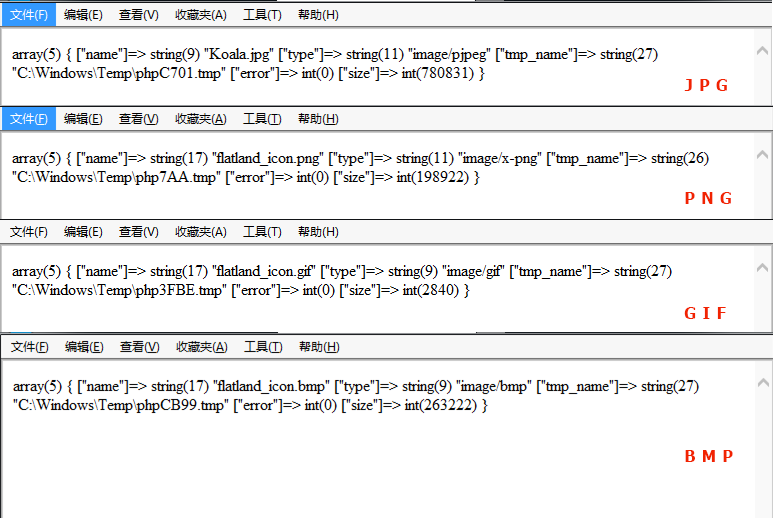 文件(F) 编辑(E) 查看(V) 收藏夹(A) 工具(T) 帮助(H)
array(5) { ["name"]=> string(9) "Koala.jpg" ["type"]=> string(11) "image/pjpeg" ["tmp_name"]=> string(27)
"C:\Windows\Temp\phpC701.tmp" ["error"]=> int(0) ["size"]=> int(780831) }
JPG
文件(F) 编辑(E) 查看(V) 收藏夹(A) 工具(T) 帮助(H)
array(5) { ["name"]=> string(17) "flatland_icon.png" ["type"]=> string(11) "image/x-png" ["tmp_name"]=> string(26)
"C:\Windows\Temp\php7AA.tmp" ["error"]=> int(0) ["size"]=> int(198922) }
PNG
文件(F) 编辑(E) 查看(V) 收藏夹(A) 工具(T) 帮助(H)
array(5) { ["name"]=> string(17) "flatland_icon.gif" ["type"]=> string(9) "image/gif" ["tmp_name"]=> string(27)
"C:\Windows\Temp\php3FBE.tmp" ["error"]=> int(0) ["size"]=> int(2840) }
GIF
文件(F) 编辑(E) 查看(V) 收藏夹(A) 工具(T) 帮助(H)
array(5) { ["name"]=> string(17) "flatland_icon.bmp" ["type"]=> string(9) "image/bmp" ["tmp_name"]=> string(27)
"C:\Windows\Temp\phpCB99.tmp" ["error"]=> int(0) ["size"]=> int(263222) }
BMP